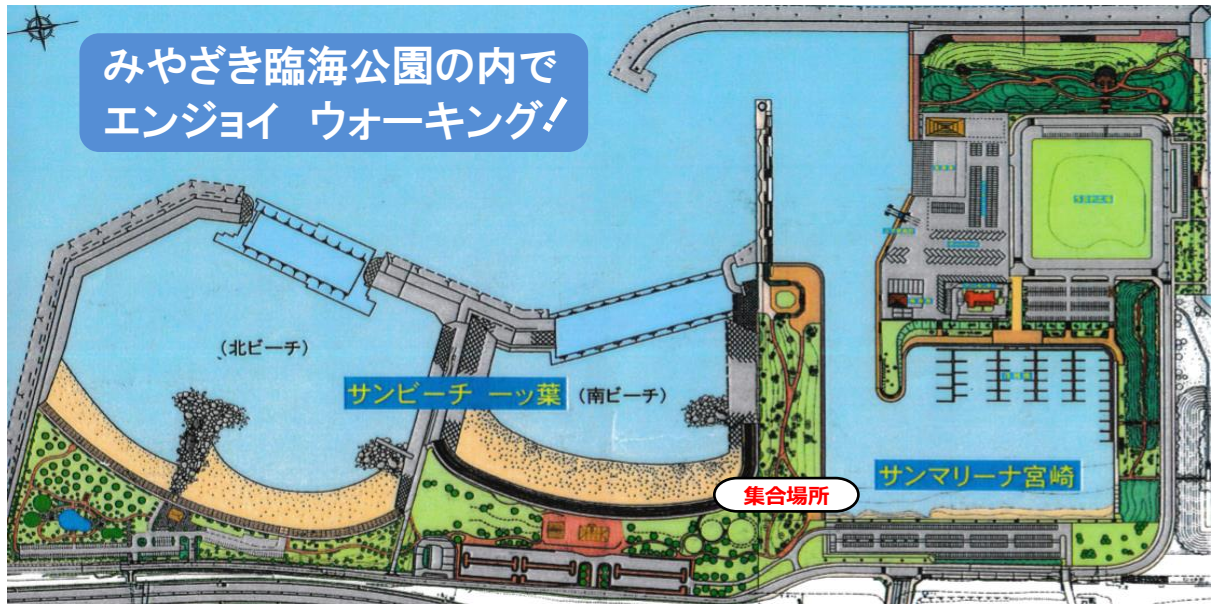 みやざき臨海公園の内で
エンジョイ ウォーキング!
(北ビーチ)
サンビーチ 一ッ葉
(南ビーチ)
サンマリーナ宮崎
集合場所